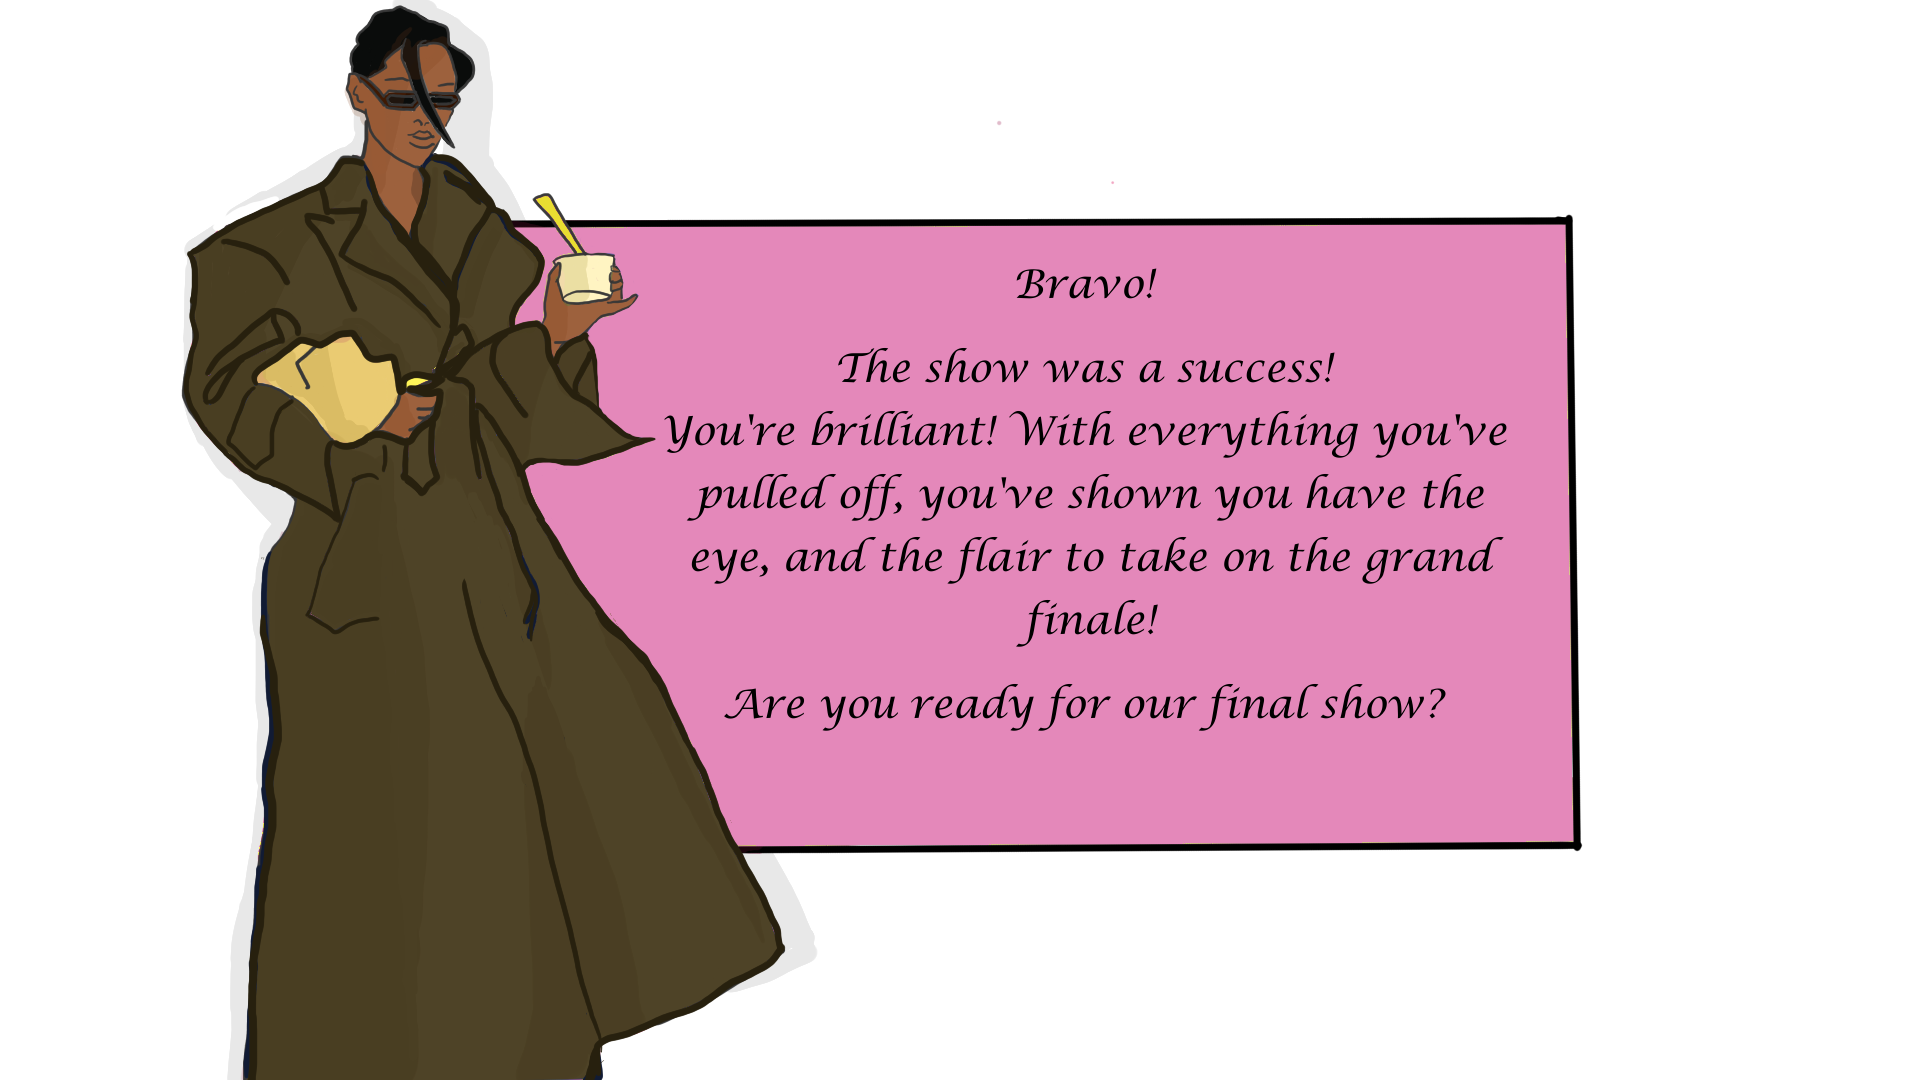 Bravo!
The show was a success!
You're brilliant! With everything you've
pulled off, you've shown you have the
eye, and the flair to take on the grand
finale!
Are you ready for our final show?